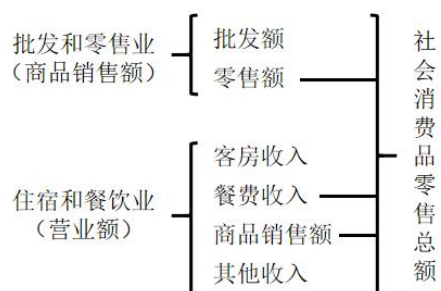 批发和零售业
（商品销售额）
批发额
零售额
住宿和餐饮业
（营业额）
客房收入
餐费收入
商品销售额
其他收入
社会消费品零售总额